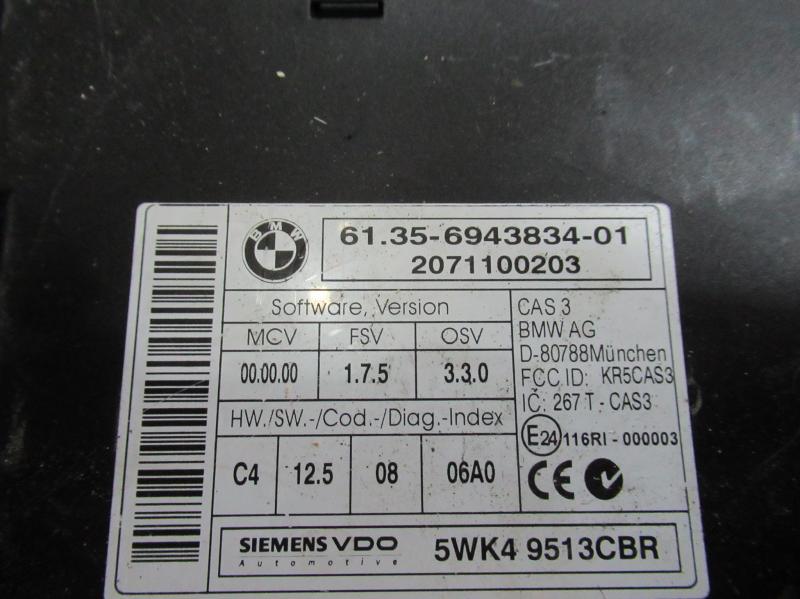 BMW
61.35-6943834-01
2071100203
Software, Version
MCV FSV OSV
00.00.00 1.7.5 3.3.0
HW./SW.-/Cod./Diag.-Index
C4 12.5 08 06A0
CAS 3
BMW AG
D-80788München
FCC ID: KR5CAS3
IC: 267 T - CAS3
E24 116RI - 000003
CE
SIEMENS VDO
Automotive
5WK4 9513CBR